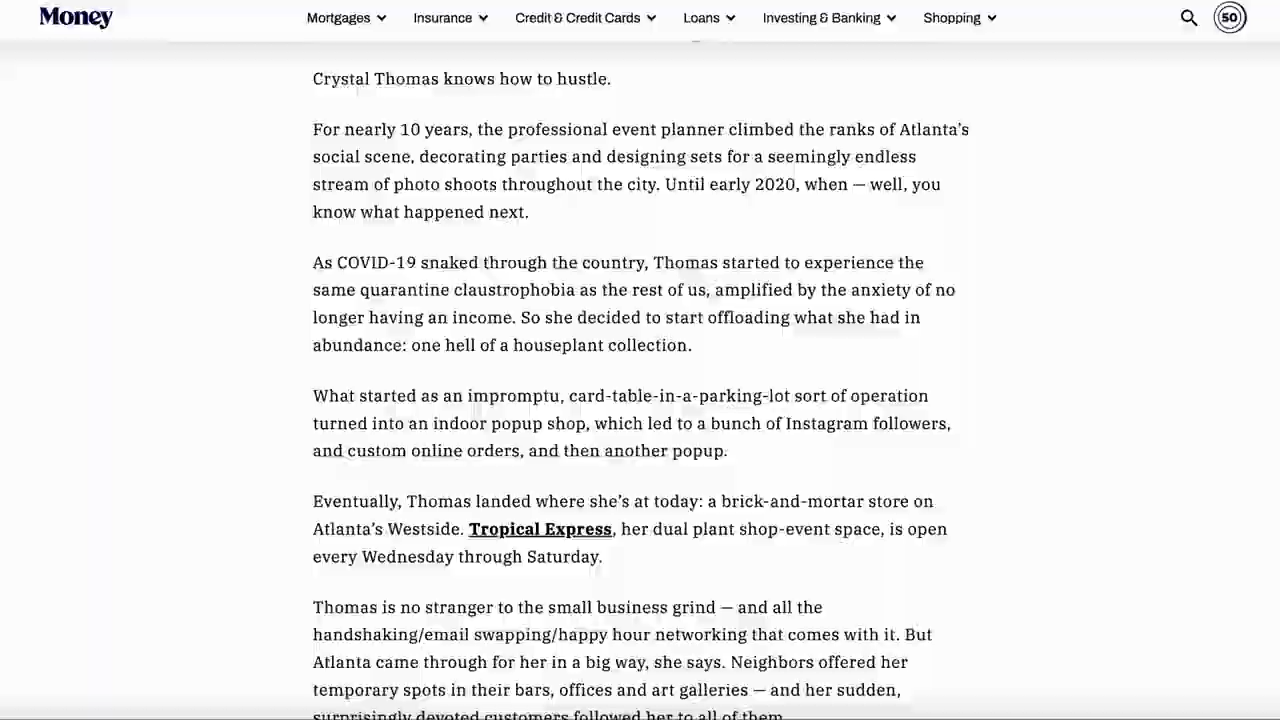 Money
Mortgages
Insurance
Credit & Credit Cards
Loans
Investing & Banking
Shopping
50
Crystal Thomas knows how to hustle.
For nearly 10 years, the professional event planner climbed the ranks of Atlanta’s
social scene, decorating parties and designing sets for a seemingly endless
stream of photo shoots throughout the city. Until early 2020, when — well, you
know what happened next.
As COVID-19 snaked through the country, Thomas started to experience the
same quarantine claustrophobia as the rest of us, amplified by the anxiety of no
longer having an income. So she decided to start offloading what she had in
abundance: one hell of a houseplant collection.
What started as an impromptu, card-table-in-a-parking-lot sort of operation
turned into an indoor popup shop, which led to a bunch of Instagram followers,
and custom online orders, and then another popup.
Eventually, Thomas landed where she’s at today: a brick-and-mortar store on
Atlanta’s Westside. Tropical Express, her dual plant shop-event space, is open
every Wednesday through Saturday.
Thomas is no stranger to the small business grind — and all the
handshaking/email swapping/happy hour networking that comes with it. But
Atlanta came through for her in a big way, she says. Neighbors offered her
temporary spots in their bars, offices and art galleries — and her sudden,
surprisingly devoted customers followed her to all of them